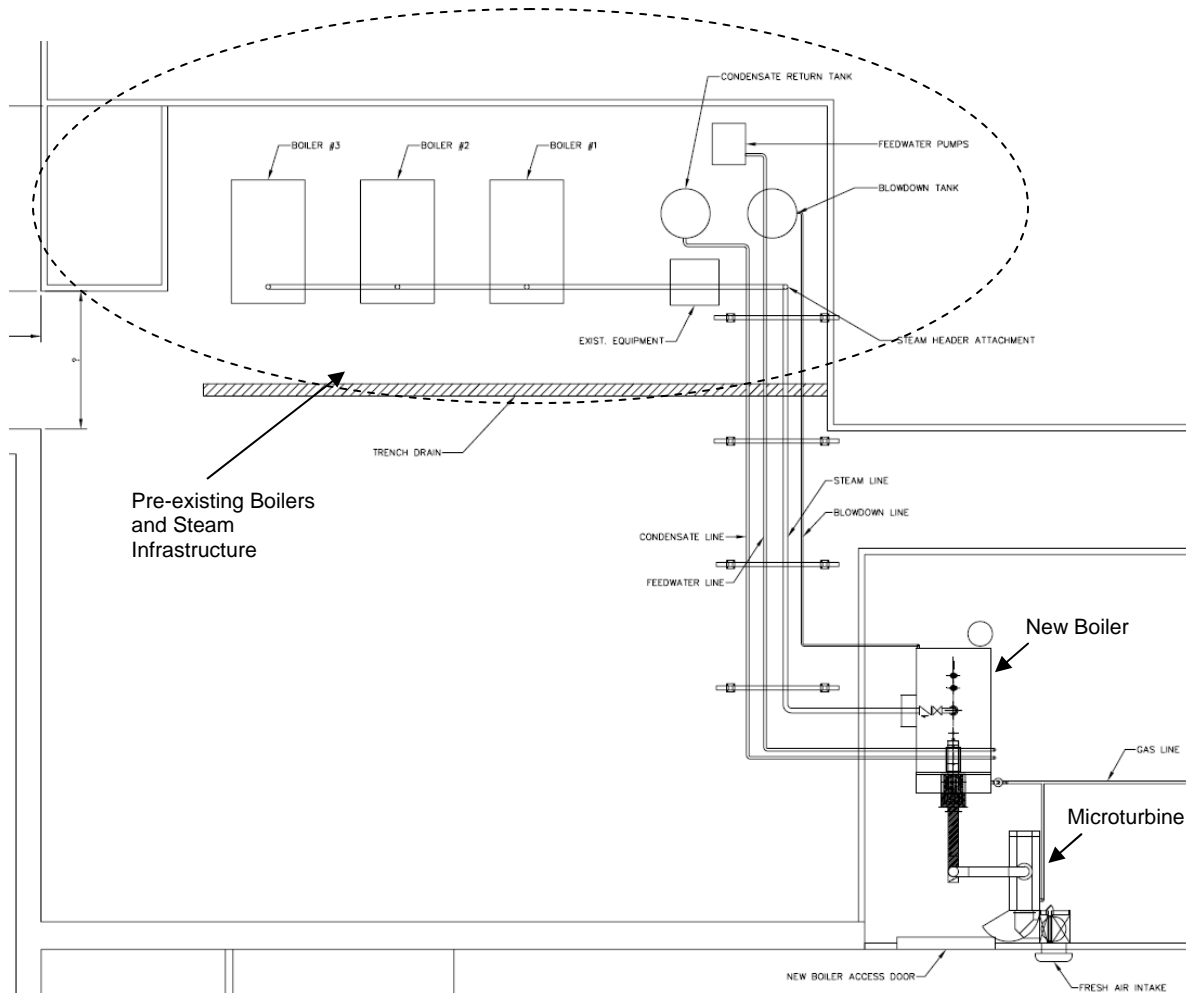 CONDENSATE RETURN TANK
BOILER #3
BOILER #2
BOILER #1
FEEDWATER PUMPS
BLOWDOWN TANK
EXIST. EQUIPMENT
STEAM HEADER ATTACHMENT
?
TRENCH DRAIN
Pre-existing Boilers
and Steam
Infrastructure
STEAM LINE
BLOWDOWN LINE
CONDENSATE LINE
FEEDWATER LINE
New Boiler
GAS LINE
Microturbine
NEW BOILER ACCESS DOOR
FRESH AIR INTAKE